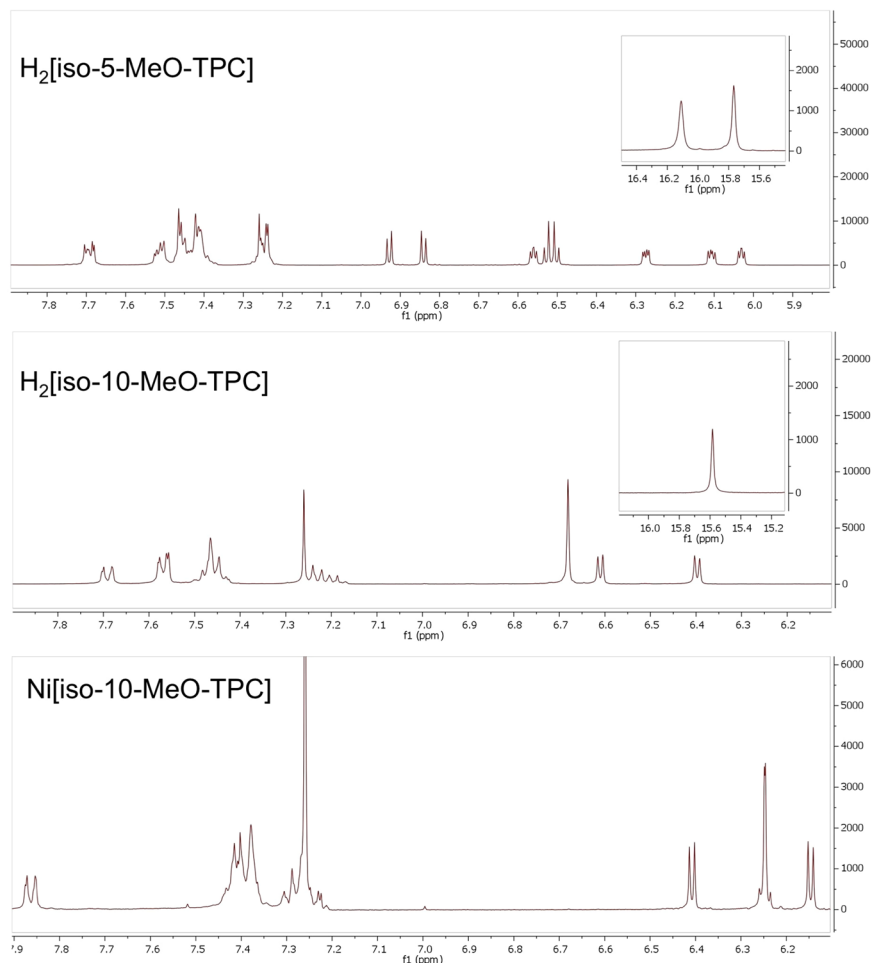 H2[iso-5-MeO-TPC]
50000
40000
30000
20000
10000
0
2000
1000
0
16.4 16.2 16.0 15.8 15.6
f1 (ppm)
7.8 7.7 7.6 7.5 7.4 7.3 7.2 7.1 7.0 6.9 6.8 6.7 6.6 6.5 6.4 6.3 6.2 6.1 6.0 5.9
f1 (ppm)
H2[iso-10-MeO-TPC]
20000
15000
10000
5000
0
2000
1000
0
16.0 15.8 15.6 15.4 15.2
f1 (ppm)
7.8 7.7 7.6 7.5 7.4 7.3 7.2 7.1 7.0 6.9 6.8 6.7 6.6 6.5 6.4 6.3 6.2
f1 (ppm)
Ni[iso-10-MeO-TPC]
6000
5000
4000
3000
2000
1000
0
7.9 7.8 7.7 7.6 7.5 7.4 7.3 7.2 7.1 7.0 6.9 6.8 6.7 6.6 6.5 6.4 6.3 6.2
f1 (ppm)